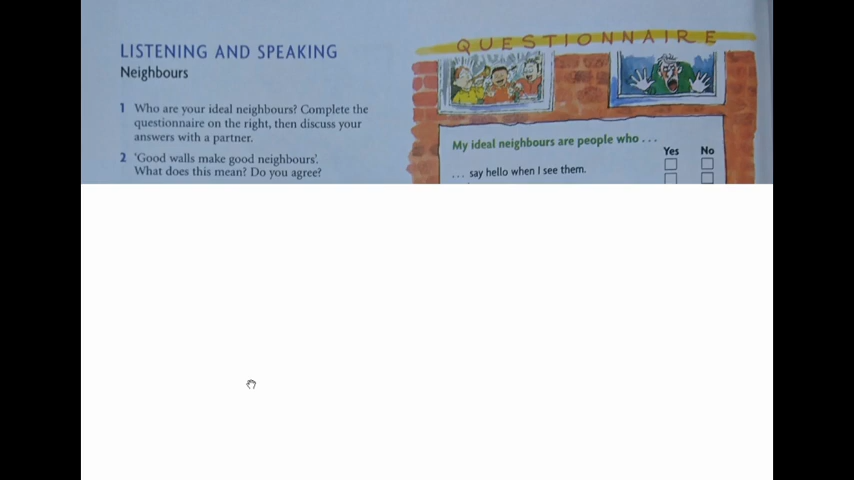 LISTENING AND SPEAKING
Neighbours
1 Who are your ideal neighbours? Complete the
questionnaire on the right, then discuss your
answers with a partner.
2 'Good walls make good neighbours'.
What does this mean? Do you agree?
QUESTIONNAIRE
My ideal neighbours are people who . . .
Yes No
. . . say hello when I see them.